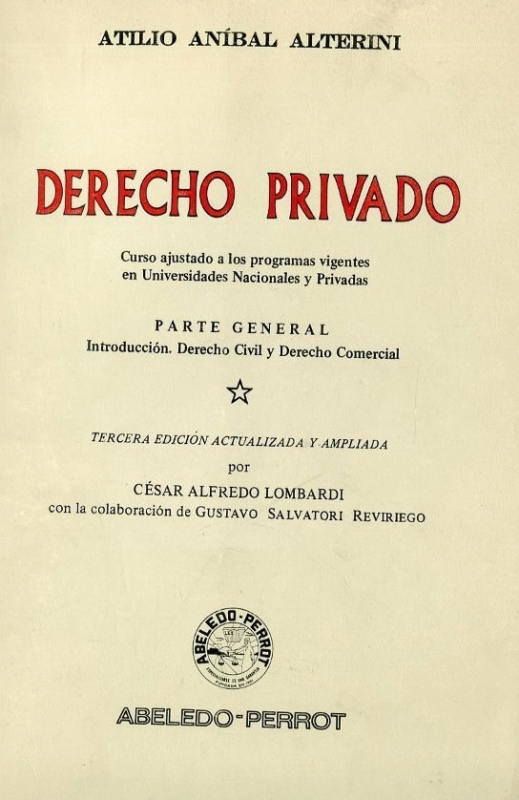 ATILIO ANÍBAL ALTERINI
DERECHO PRIVADO
Curso ajustado a los programas vigentes
en Universidades Nacionales y Privadas
PARTE GENERAL
Introducción. Derecho Civil y Derecho Comercial
TERCERA EDICIÓN ACTUALIZADA Y AMPLIADA
por
CÉSAR ALFREDO LOMBARDI
con la colaboración de GUSTAVO SALVATORI REVIRIEGO
ABELEDO-PERROT
ABELEDO-PERROT